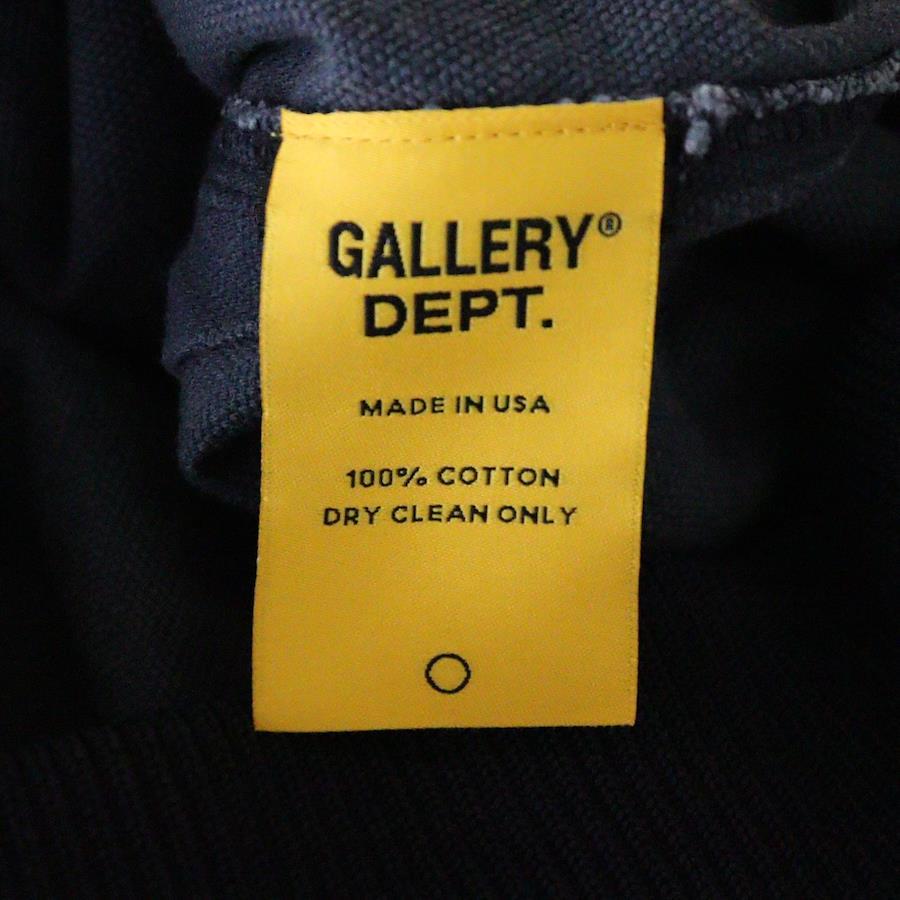 GALLERY®
DEPT.
MADE IN USA
100% COTTON
DRY CLEAN ONLY